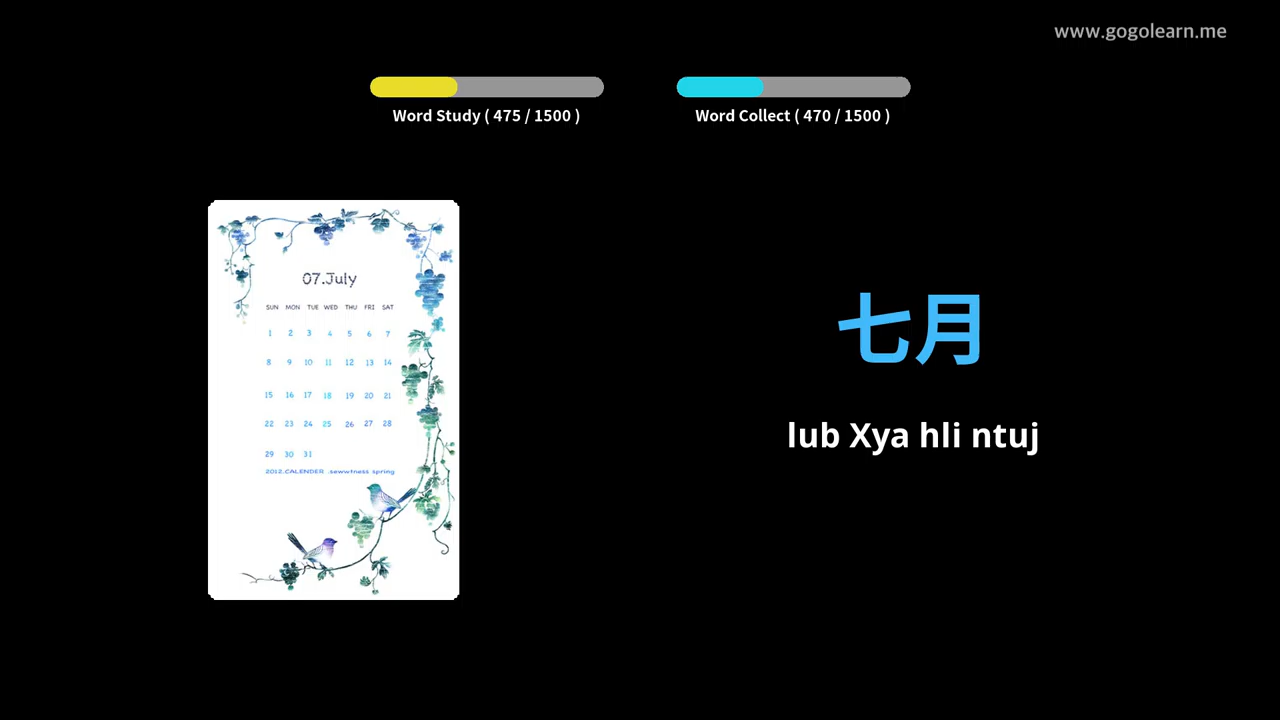 www.gogolearn.me
Word Study ( 475 / 1500 )
Word Collect ( 470 / 1500 )
07.July
SUN MON TUE WED THU FRI SAT
1 2 3 4 5 6 7
8 9 10 11 12 13 14
15 16 17 18 19 20 21
22 23 24 25 26 27 28
29 30 31
2012.CALENDER .sewwtness spring
七月
lub Xya hli ntuj